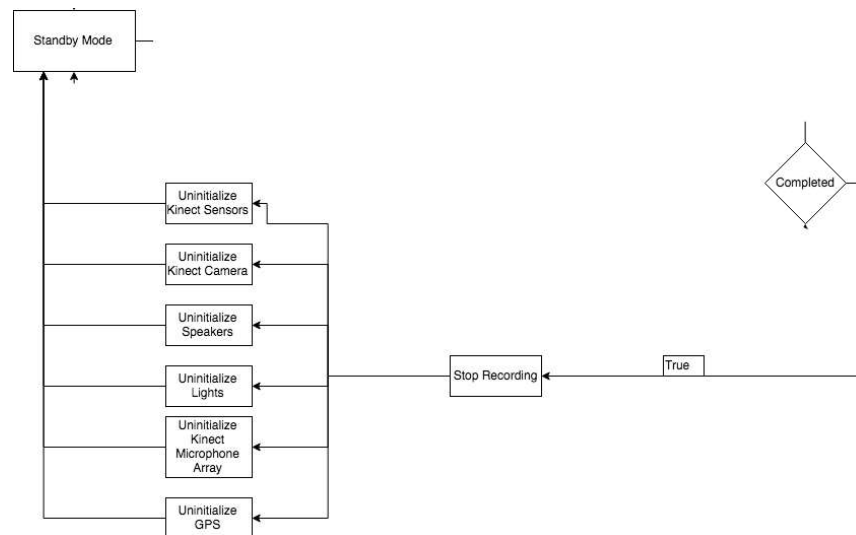 Standby Mode
Completed
Uninitialize
Kinect Sensors
Uninitialize
Kinect Camera
Uninitialize
Speakers
True
Stop Recording
Uninitialize
Lights
Uninitialize
Kinect
Microphone
Array
Uninitialize
GPS